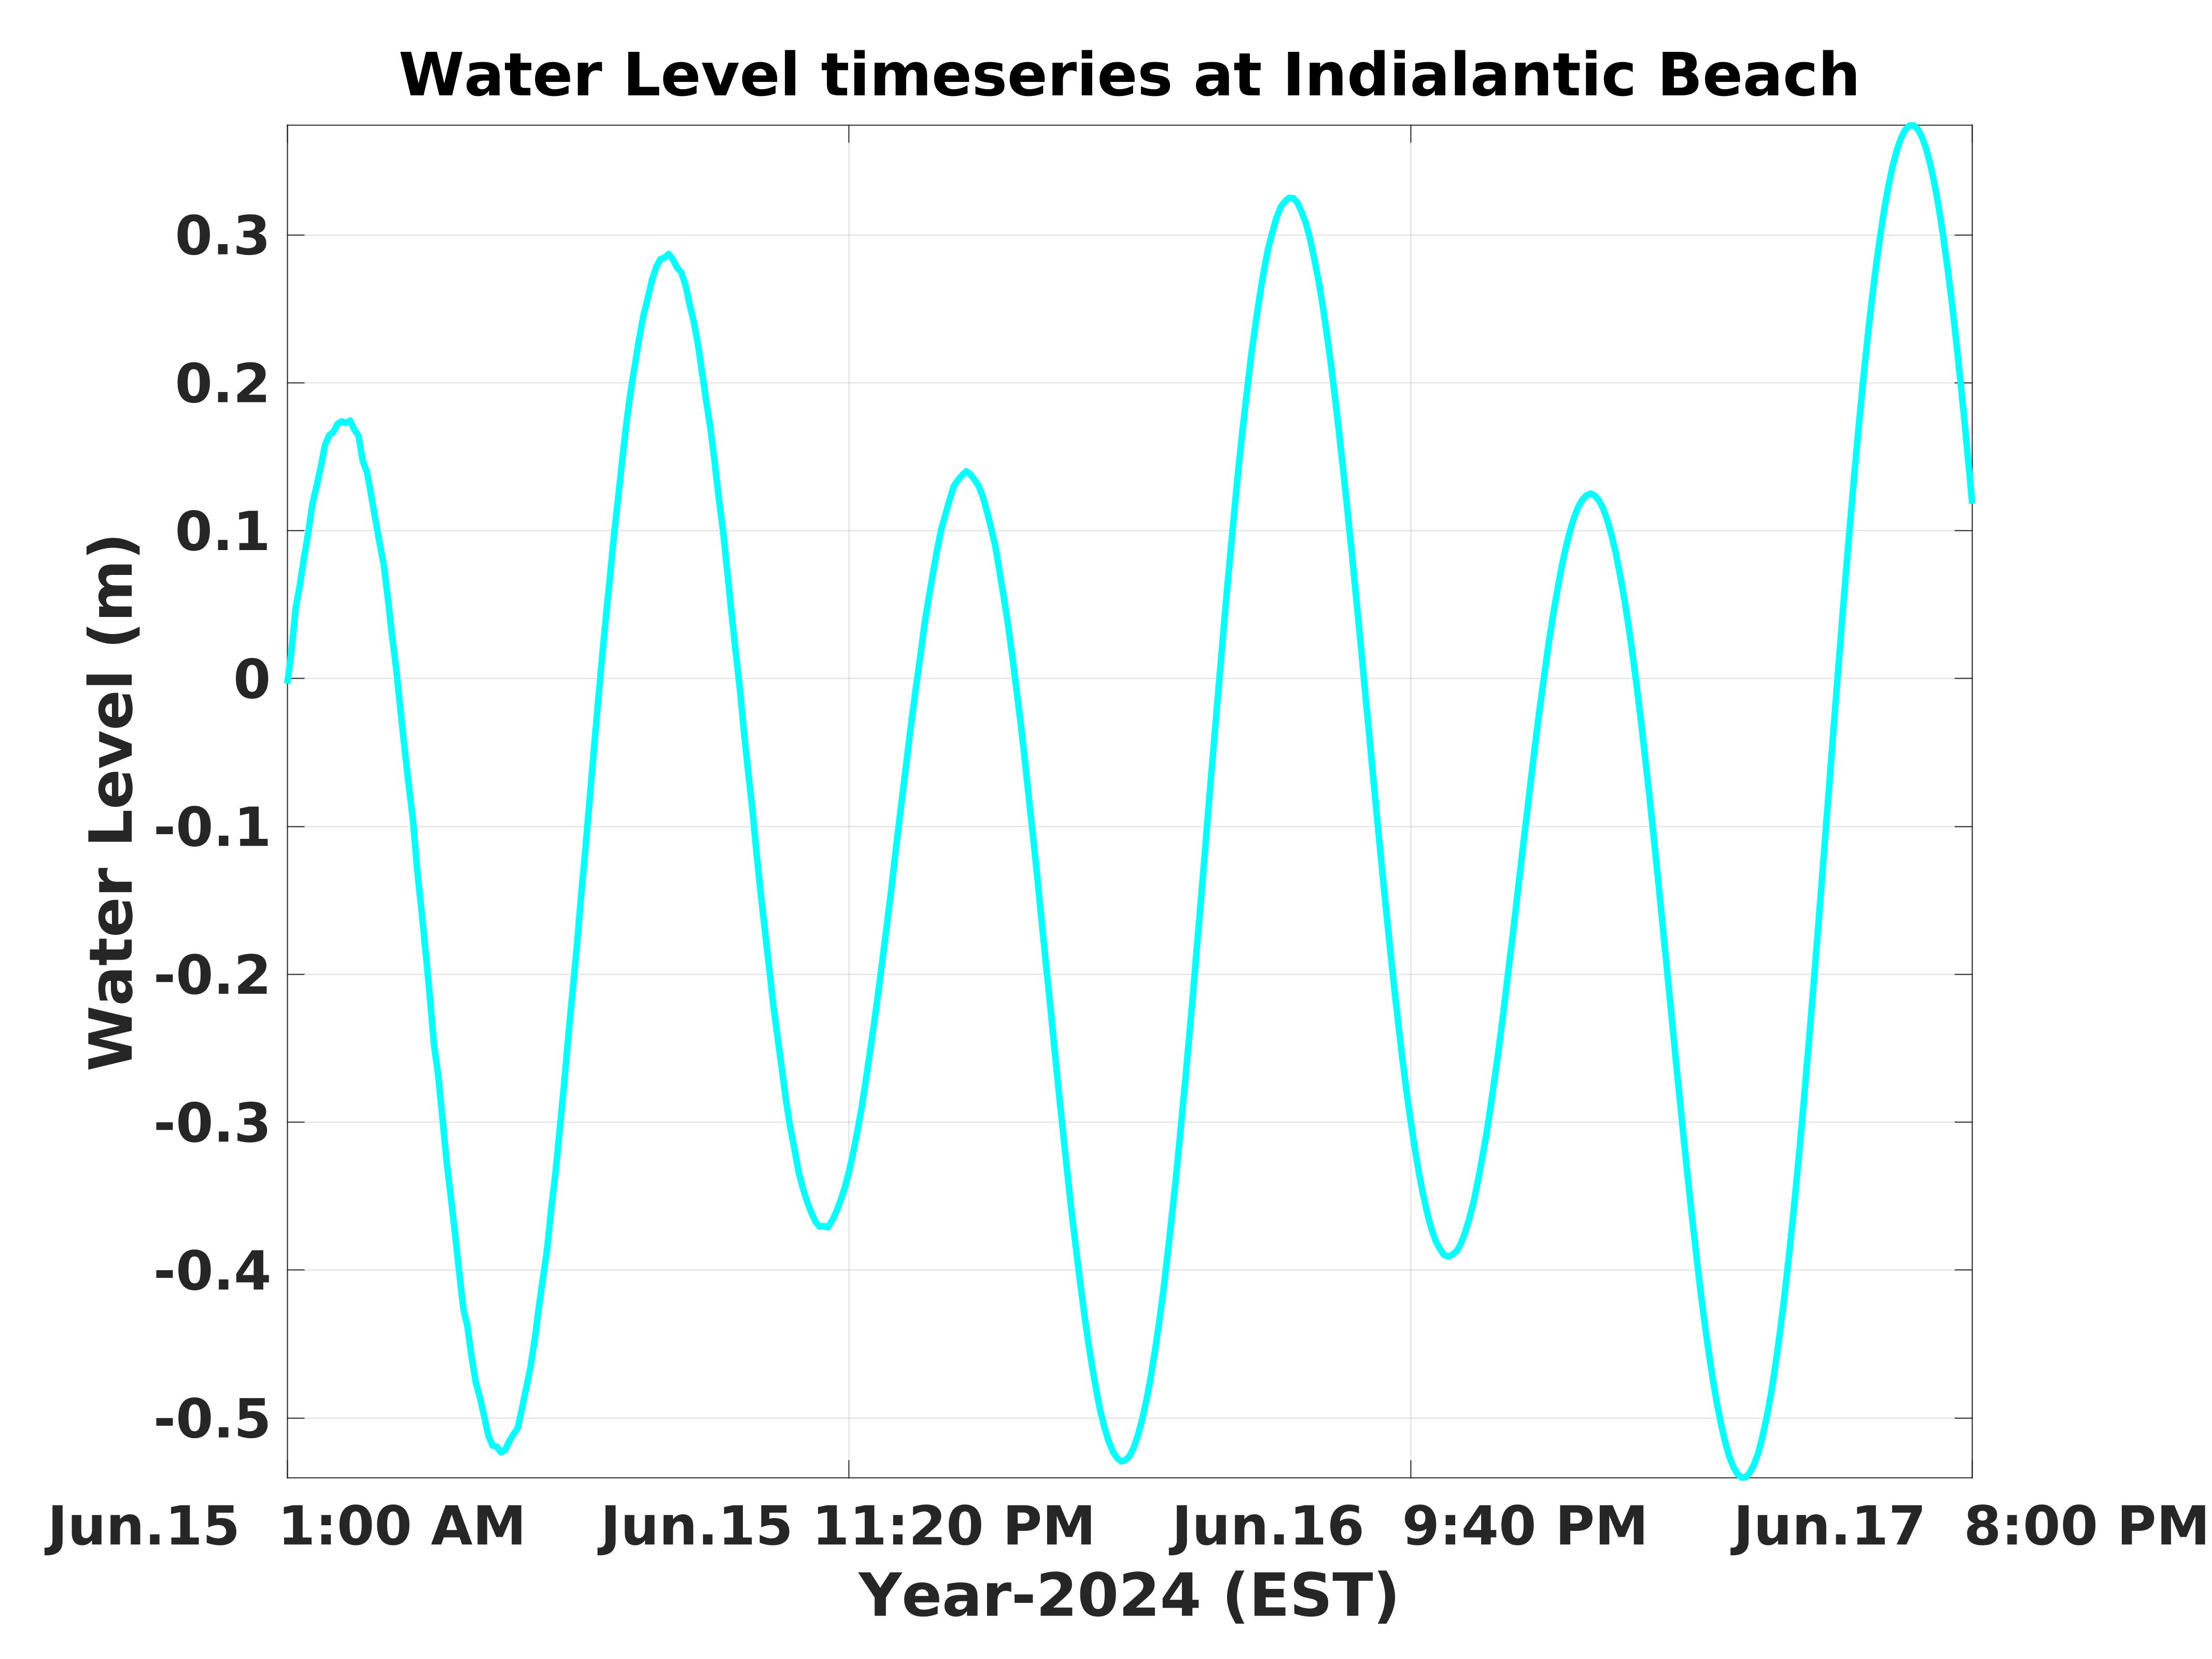 Water Level timeseries at Indialantic Beach
Water Level (m)
0.3
0.2
0.1
0
-0.1
-0.2
-0.3
-0.4
-0.5
Jun.15 1:00 AM Jun.15 11:20 PM Jun.16 9:40 PM Jun.17 8:00 PM
Year-2024 (EST)